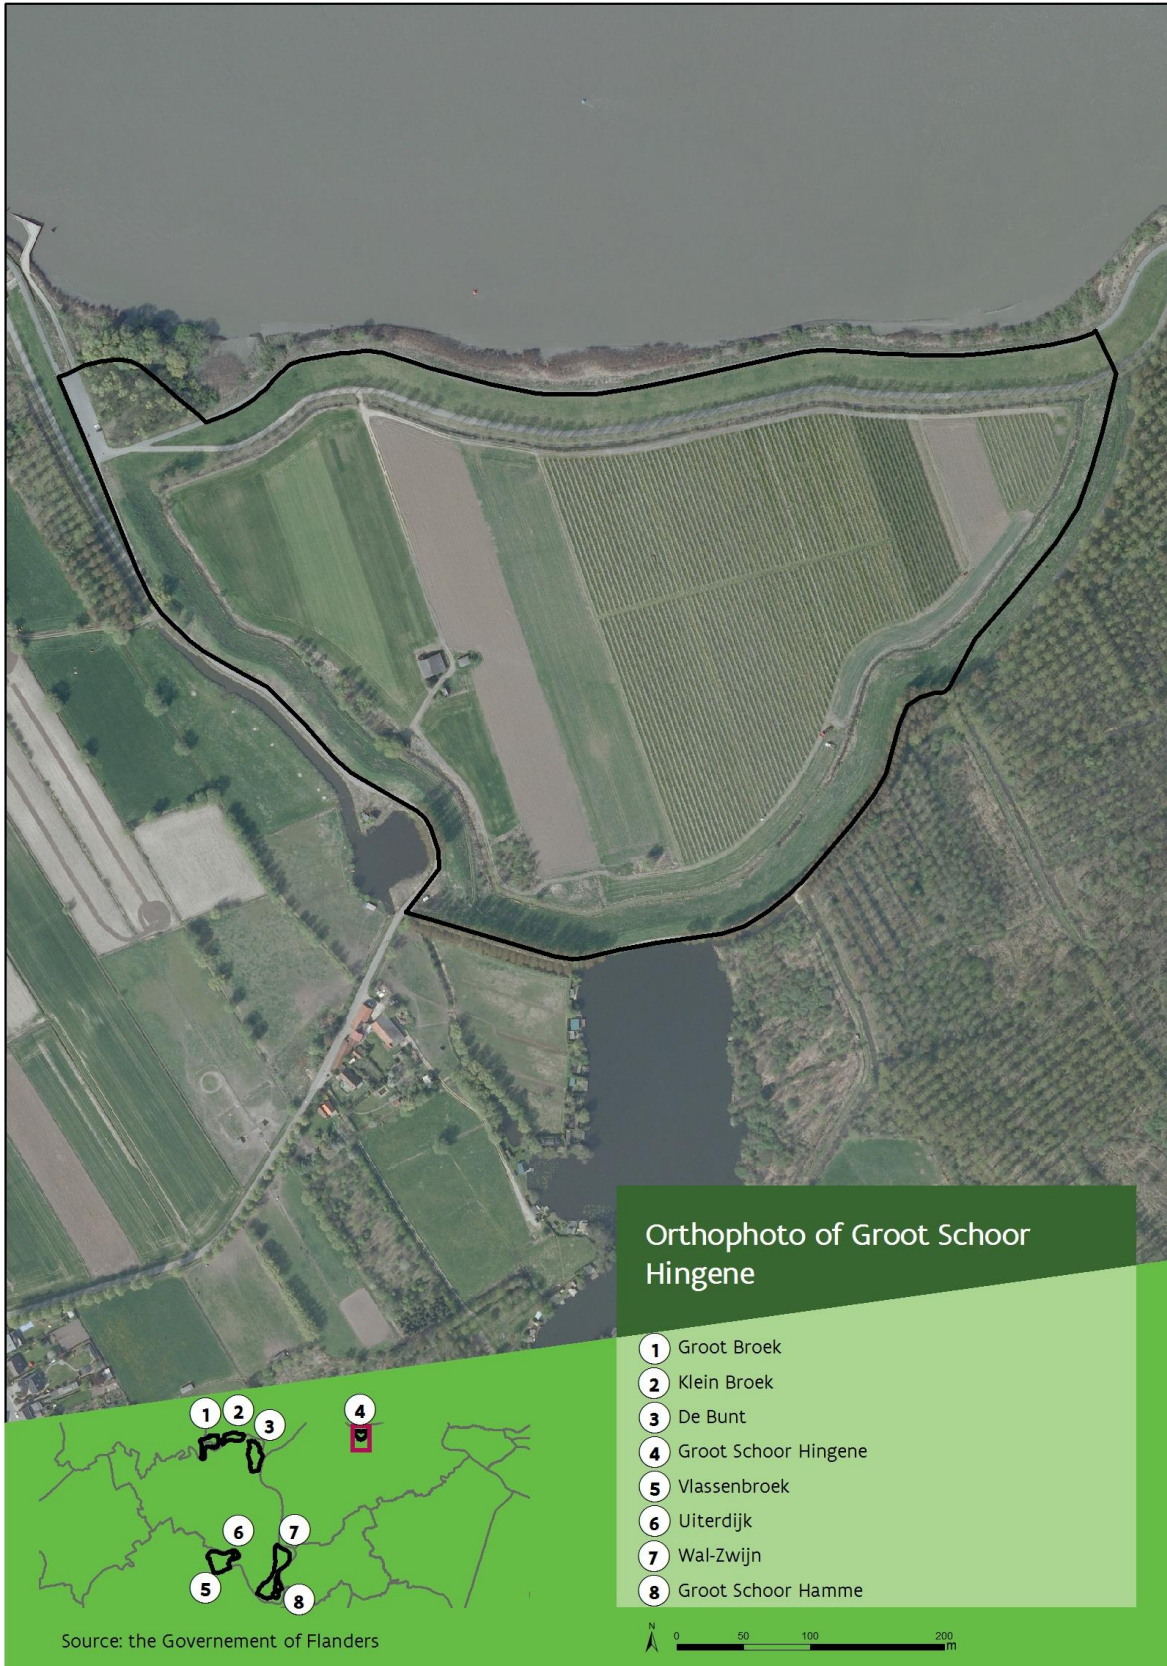 Orthophoto of Groot Schoor
Hingene
1 Groot Broek
2 Klein Broek
3 De Bunt
4 Groot Schoor Hingene
5 Vlassenbroek
6 Uiterdijk
7 Wal-Zwijn
8 Groot Schoor Hamme
1
2
3
4
6
7
5
8
Source: the Governement of Flanders
N
0 50 100 200
m